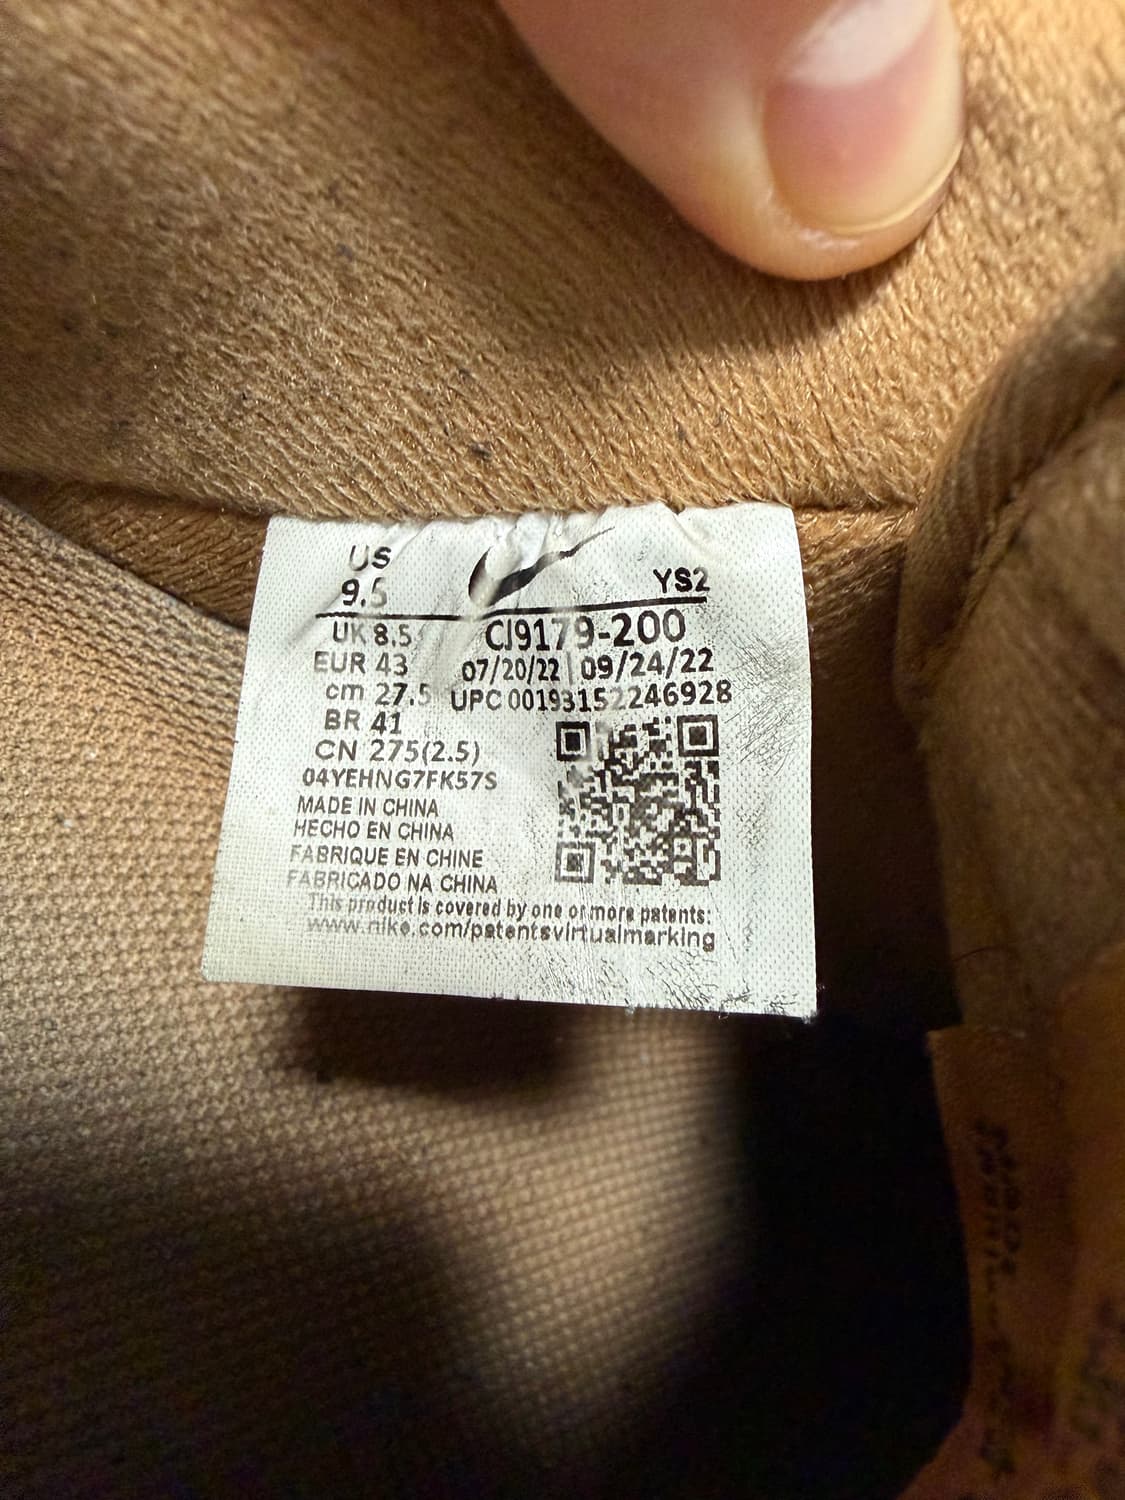 US
9.5
YS2
UK 8.5
CJ9179-200
EUR 43
07/20/22 | 09/24/22
cm 27.5
UPC 00193152246928
BR 41
CN 275(2.5)
04YEHNG7FK57S
MADE IN CHINA
HECHO EN CHINA
FABRIQUE EN CHINE
FABRICADO NA CHINA
This product is covered by one or more patents:
www.nike.com/patentsvirtualmarking